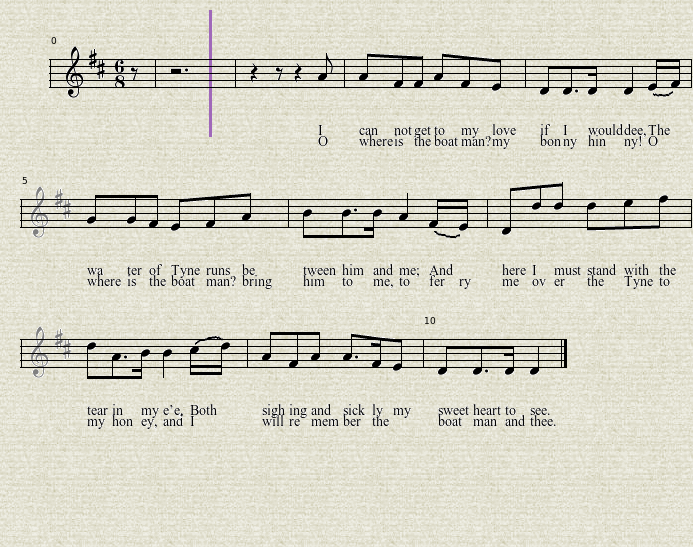 0
6
8
I can not get to my love if I would dee, The
O where is the boat man? my bon ny hin ny! O
5
wa ter of Tyne runs be tween him and me; And here I must stand with the
where is the boat man? bring him to me, to fer ry me ov er the Tyne to
10
tear in my e'e, Both sigh ing and sick ly my sweet heart to see.
my hon ey, and I will re mem ber the boat man and thee.